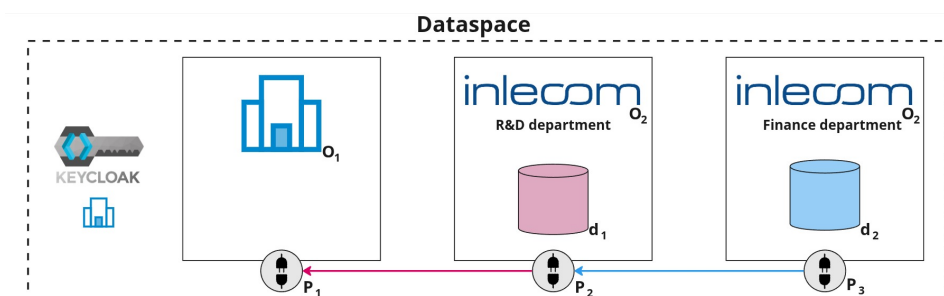 Dataspace
KEYCLOAK
O1
inlecom
O2
R&D department
d1
inlecom
O2
Finance department
d2
P1
P2
P3